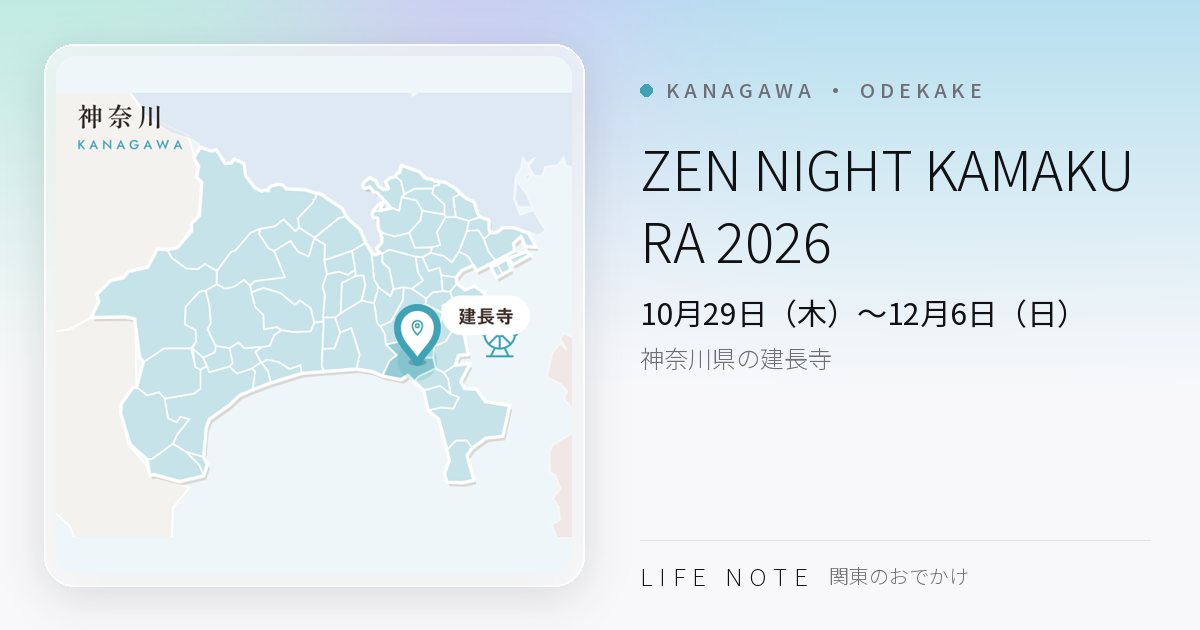 神奈川
KANAGAWA
建長寺
KANAGAWA • ODEKAKE
ZEN NIGHT KAMAKU
RA 2026
10月29日（木）〜12月6日（日）
神奈川県の建長寺
LIFE NOTE 関東のおでかけ